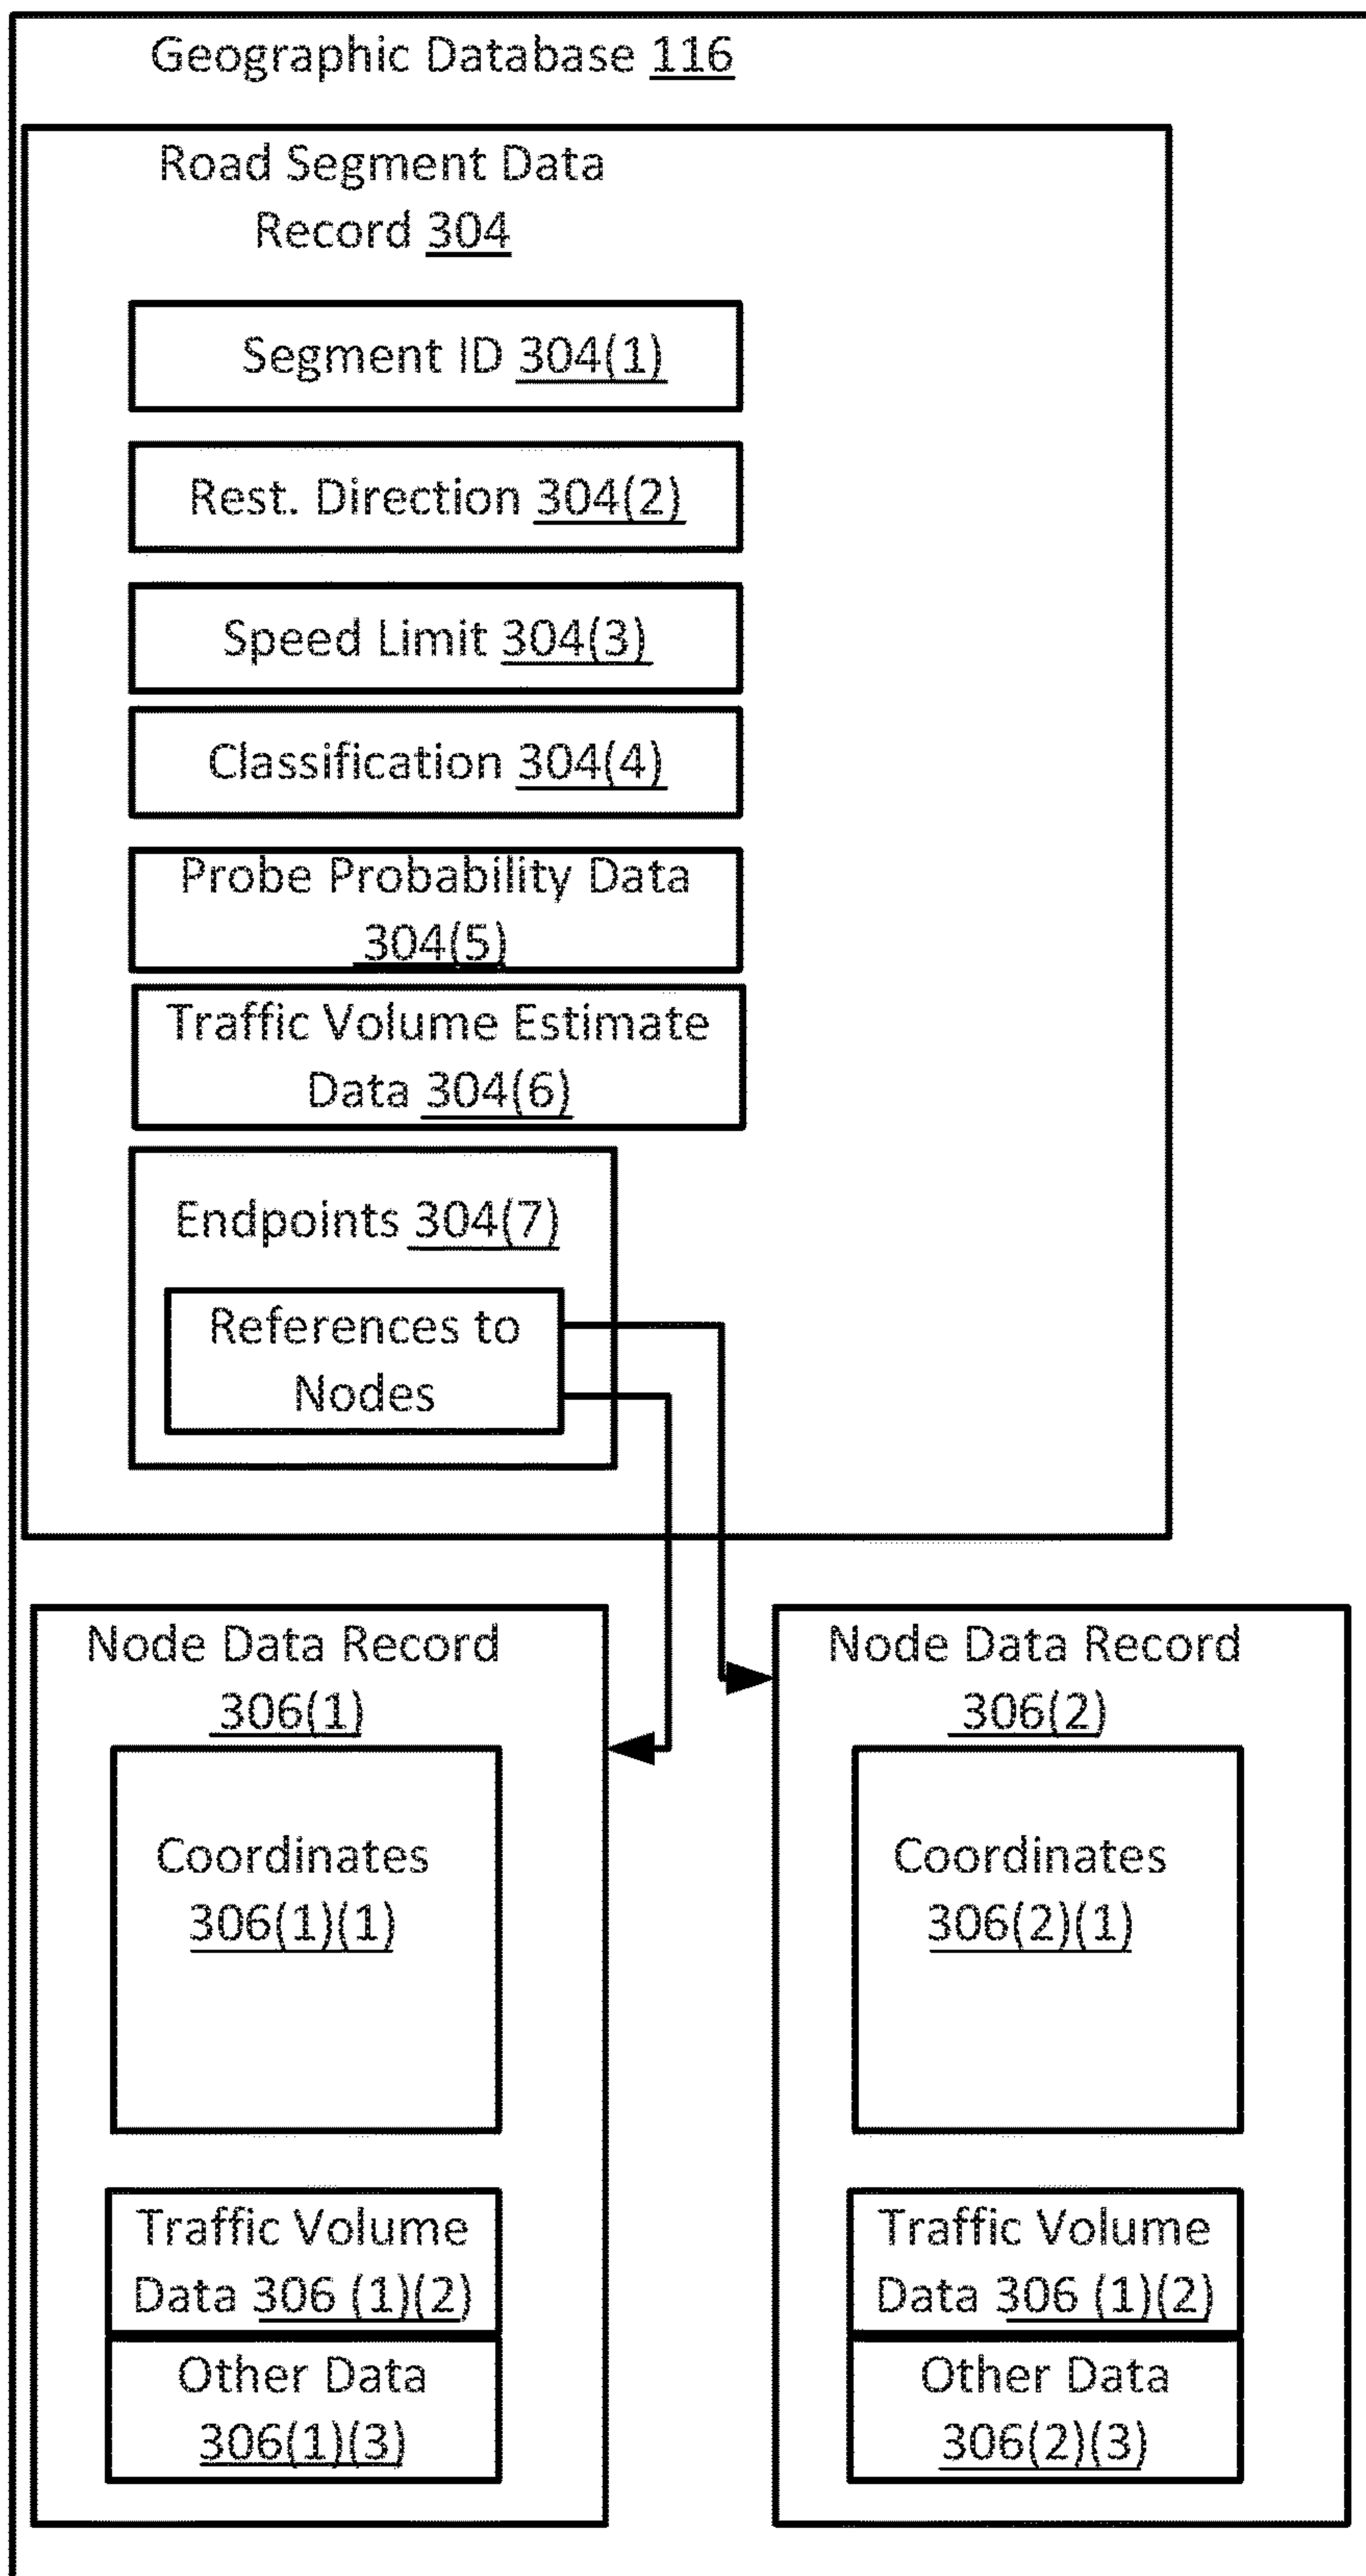 Geographic Database 116
Road Segment Data
Record 304
Segment ID 304(1)
Rest. Direction 304(2)
Speed Limit 304(3)
Classification 304(4)
Probe Probability Data
304(5)
Traffic Volume Estimate
Data 304(6)
Endpoints 304(7)
References to
Nodes
Node Data Record
306(1)
Coordinates
306(1)(1)
Traffic Volume
Data 306 (1)(2)
Other Data
306(1)(3)
Node Data Record
306(2)
Coordinates
306(2)(1)
Traffic Volume
Data 306 (1)(2)
Other Data
306(2)(3)